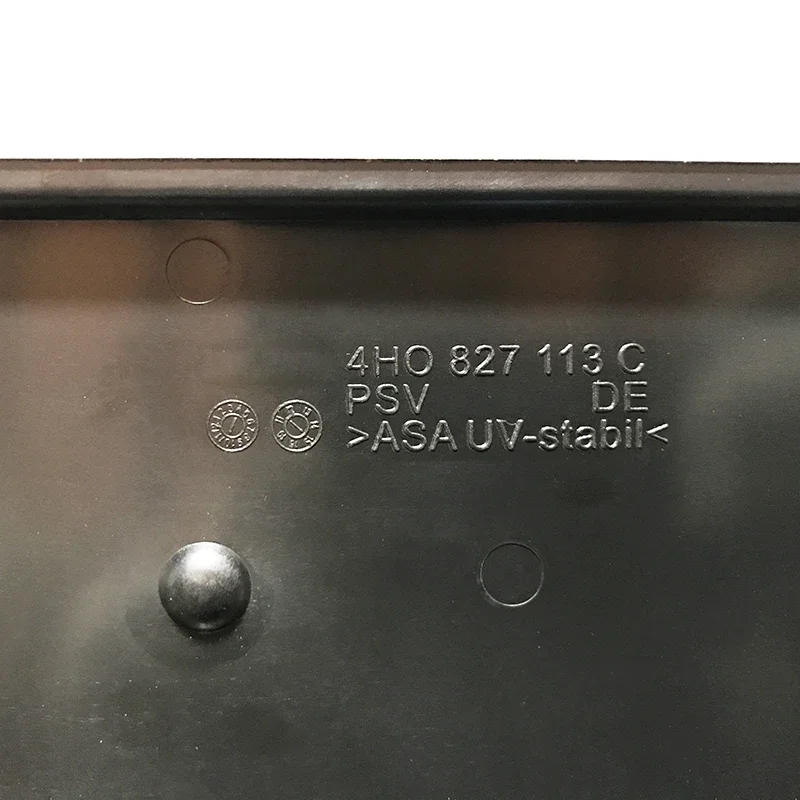 4H0 827 113 C
PSV DE
>ASA UV-stabil<